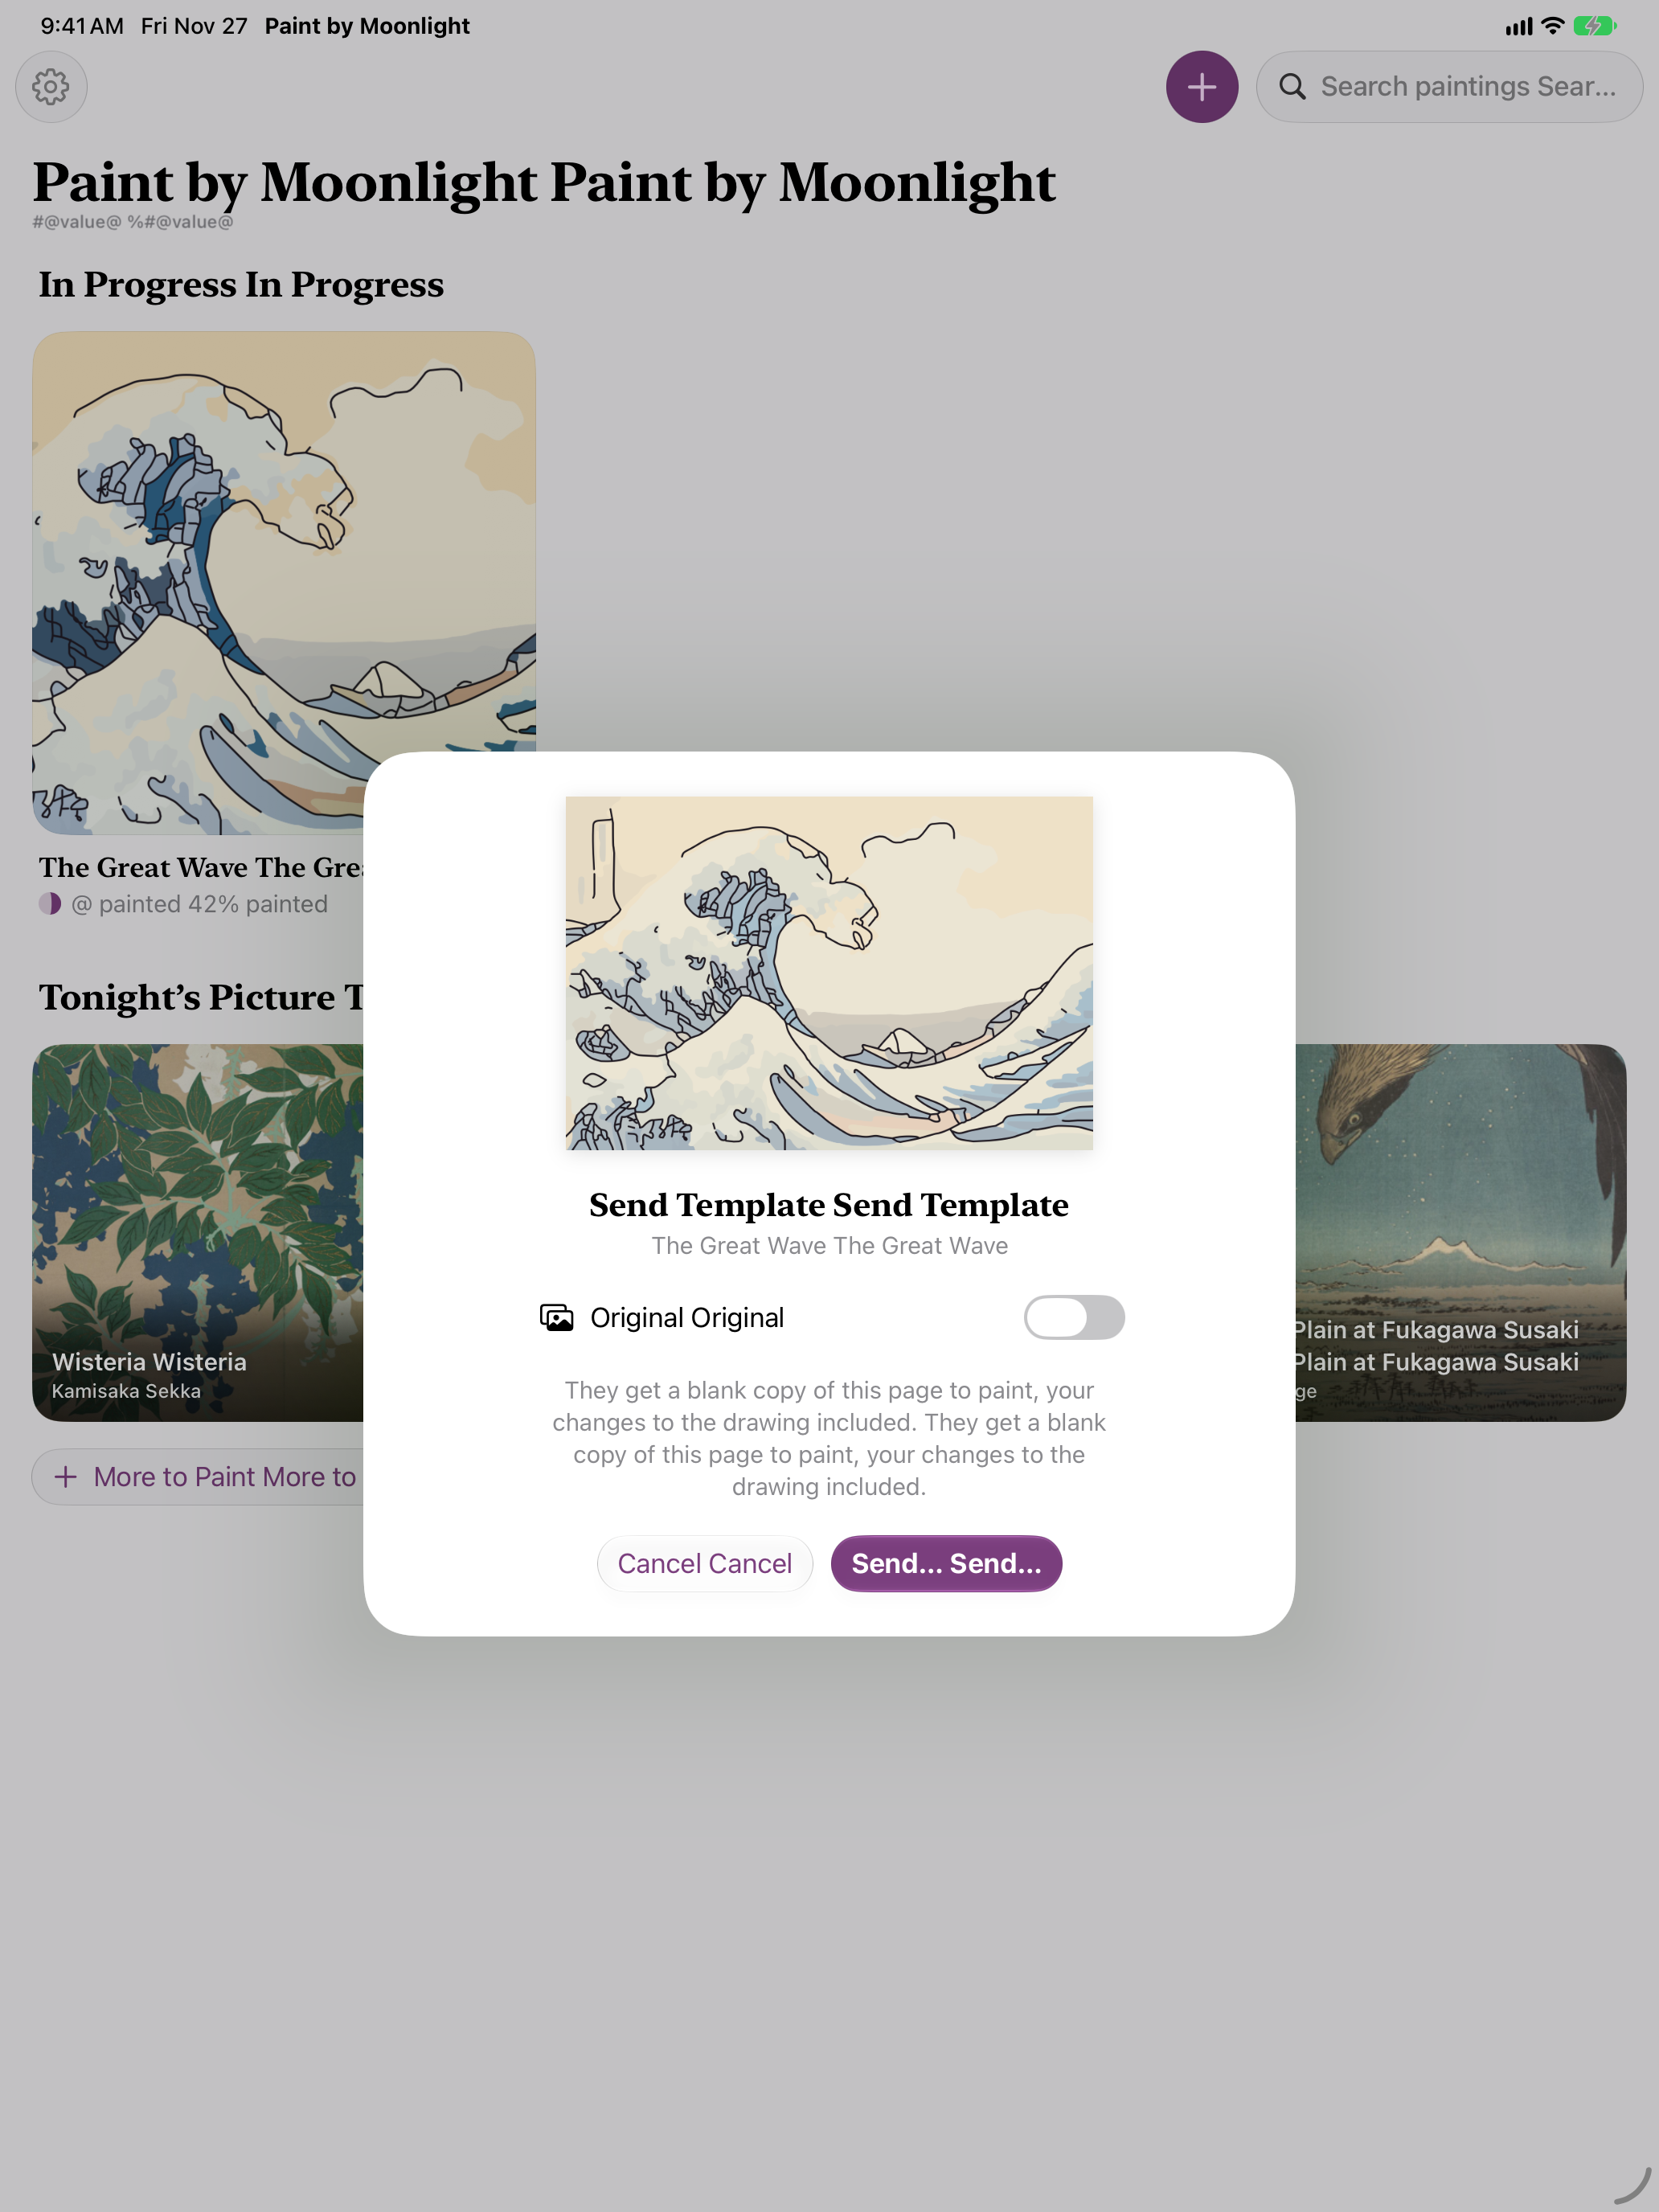 9:41 AM Fri Nov 27 Paint by Moonlight
Search paintings Sear...
Paint by Moonlight Paint by Moonlight
#@value@ %#@value@
In Progress In Progress
The Great Wave The Grea
@ painted 42% painted
Tonight’s Picture T
Wisteria Wisteria
Kamisaka Sekka
Plain at Fukagawa Susaki
Plain at Fukagawa Susaki
ge
More to Paint More to
Send Template Send Template
The Great Wave The Great Wave
Original Original
They get a blank copy of this page to paint, your
changes to the drawing included. They get a blank
copy of this page to paint, your changes to the
drawing included.
Cancel Cancel
Send... Send...